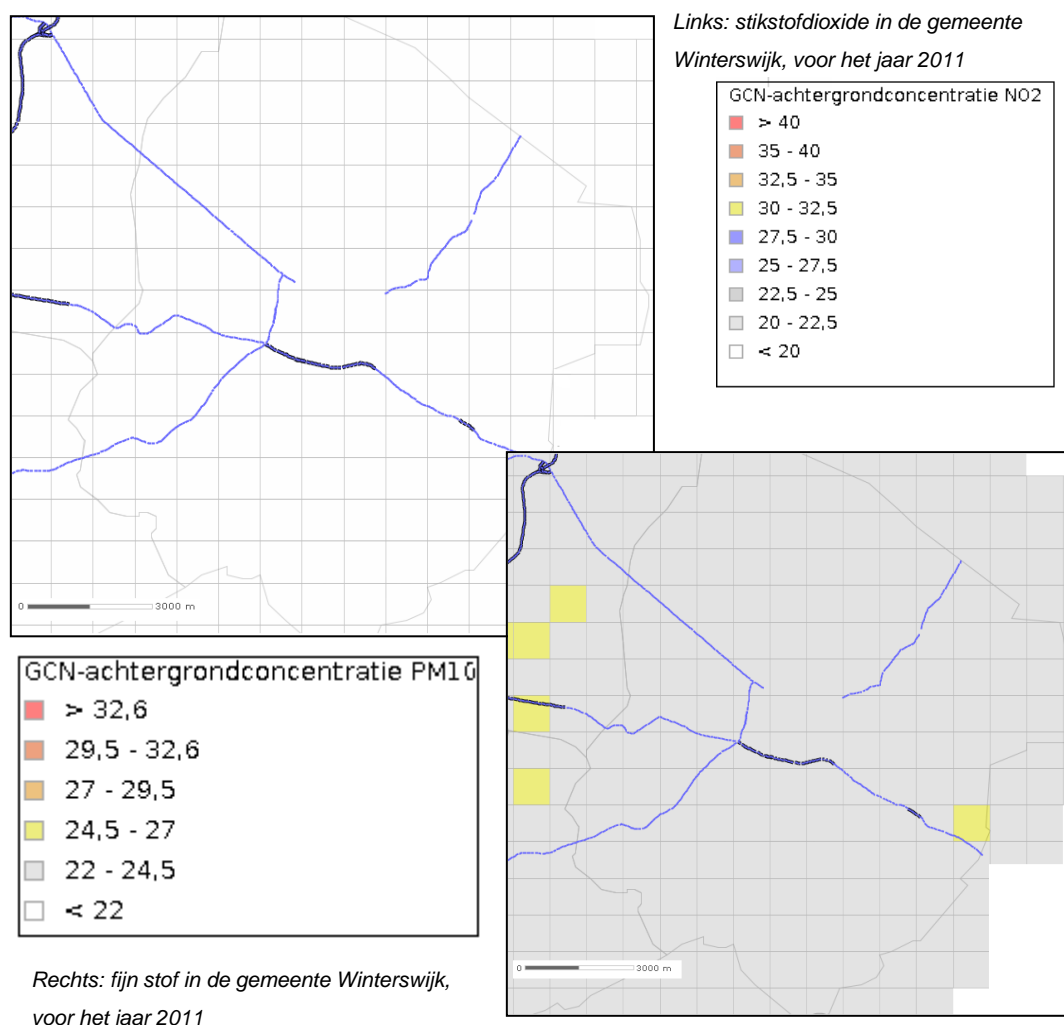 Links: stikstofdioxide in de gemeente
Winterswijk, voor het jaar 2011
GCN-achtergrondconcentratie NO2
> 40
35 - 40
32,5 - 35
30 - 32,5
27,5 - 30
25 - 27,5
22,5 - 25
20 - 22,5
< 20
0 3000 m
GCN-achtergrondconcentratie PM10
> 32,6
29,5 - 32,6
27 - 29,5
24,5 - 27
22 - 24,5
< 22
0 3000 m
Rechts: fijn stof in de gemeente Winterswijk,
voor het jaar 2011